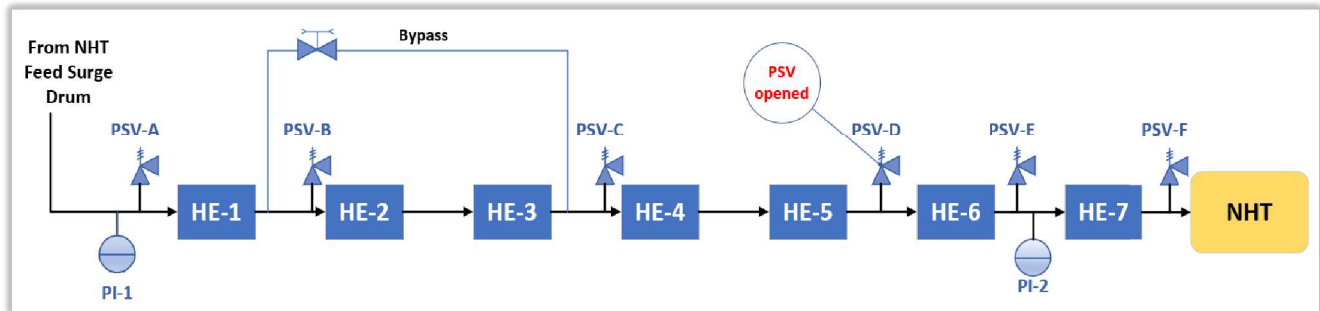 From NHT
Feed Surge
Drum
Bypass
PSV
opened
PSV-A
PSV-B
PSV-C
PSV-D
PSV-E
PSV-F
HE-1
HE-2
HE-3
HE-4
HE-5
HE-6
HE-7
NHT
PI-1
PI-2